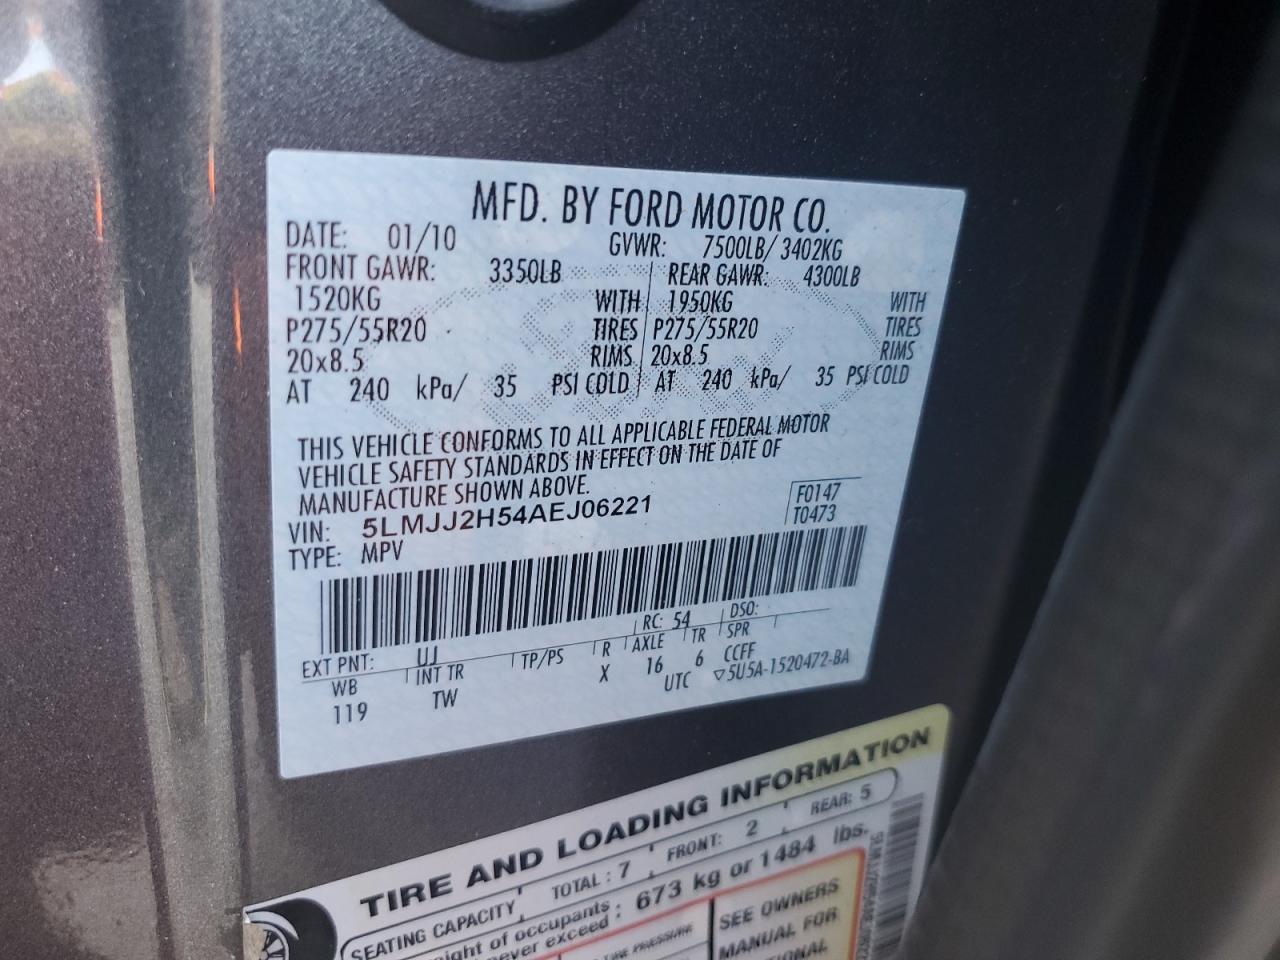 MFD. BY FORD MOTOR CO.
DATE: 01/10 GVWR: 7500LB/ 3402KG
FRONT GAWR: 3350LB REAR GAWR: 4300LB
1520KG WITH 1950KG WITH
P275/55R20 TIRES P275/55R20 TIRES
20x8.5 RIMS 20x8.5 RIMS
AT 240 kPa/ 35 PSI COLD AT 240 kPa/ 35 PSI COLD
THIS VEHICLE CONFORMS TO ALL APPLICABLE FEDERAL MOTOR
VEHICLE SAFETY STANDARDS IN EFFECT ON THE DATE OF
MANUFACTURE SHOWN ABOVE.
F0147
VIN: 5LMJJ2H54AEJ06221 T0473
TYPE: MPV
RC: 54 DSO:
EXT PNT: UJ
WB INT TR TP/PS R AXLE TR SPR
119 TW X 16 6 CCFF
UTC ▽5U5A-1520472-BA
TIRE AND LOADING INFORMATION
SEATING CAPACITY TOTAL : 7 FRONT: 2 REAR: 5
of occupants : 673 kg or 1484 lbs.
never exceed :
TIRE PRESSURE SEE OWNERS
MANUAL FOR